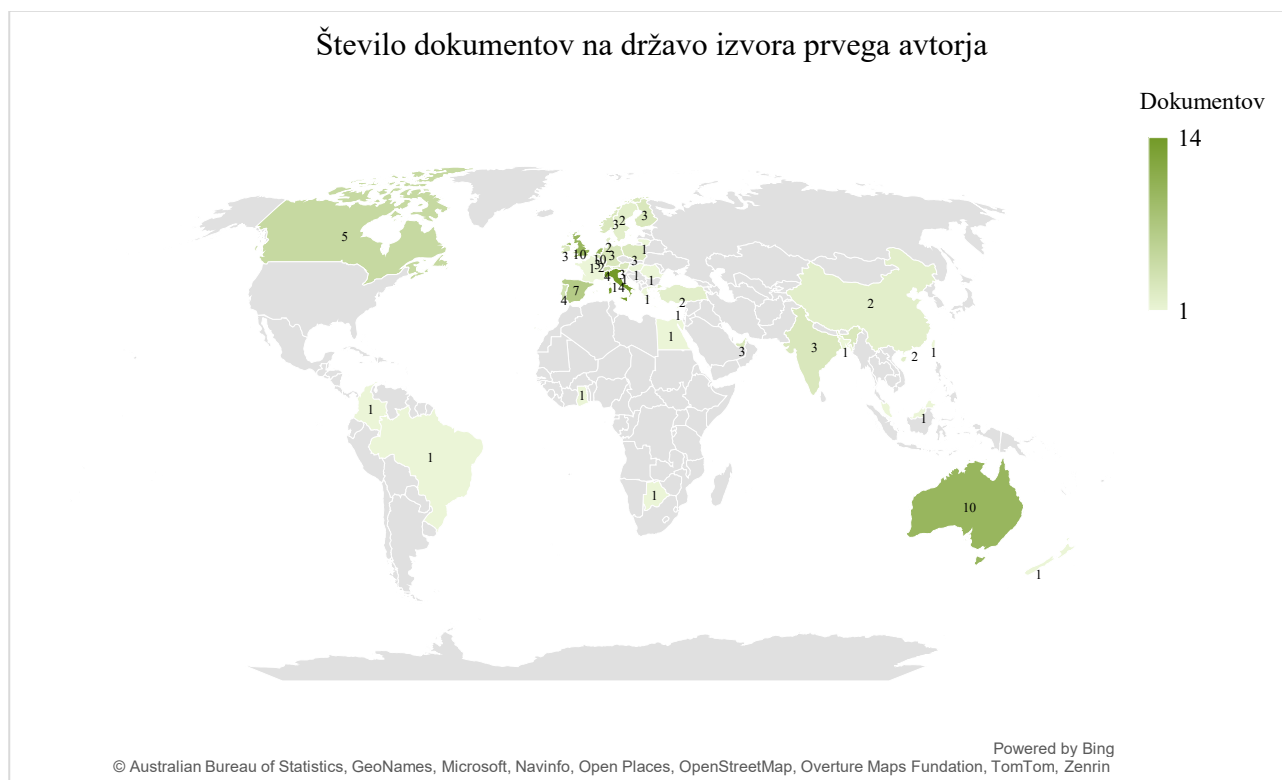 Število dokumentov na državo izvora prvega avtorja
Dokumentov
14
1
5
3 2 3
2 1
3 10 10 3 3
1 2
4 3 1 1
7 14 1
4 1 2
1
1
3
3
2
1 2 1
1
1
1
1
1
10
1
Powered by Bing
© Australian Bureau of Statistics, GeoNames, Microsoft, Navinfo, Open Places, OpenStreetMap, Overture Maps Fundation, TomTom, Zenrin